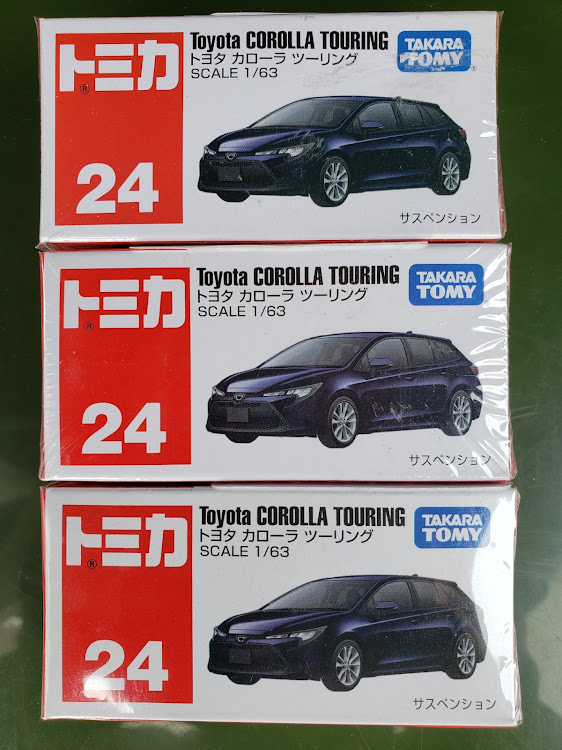 トミカ®
24
Toyota COROLLA TOURING
トヨタ カローラ ツーリング
SCALE 1/63
TAKARA
TOMY®
サスペンション
トミカ®
24
Toyota COROLLA TOURING
トヨタ カローラ ツーリング
SCALE 1/63
TAKARA
TOMY
サスペンション
トミカ®
24
Toyota COROLLA TOURING
トヨタ カローラ ツーリング
SCALE 1/63
TAKARA
TOMY
サスペンション